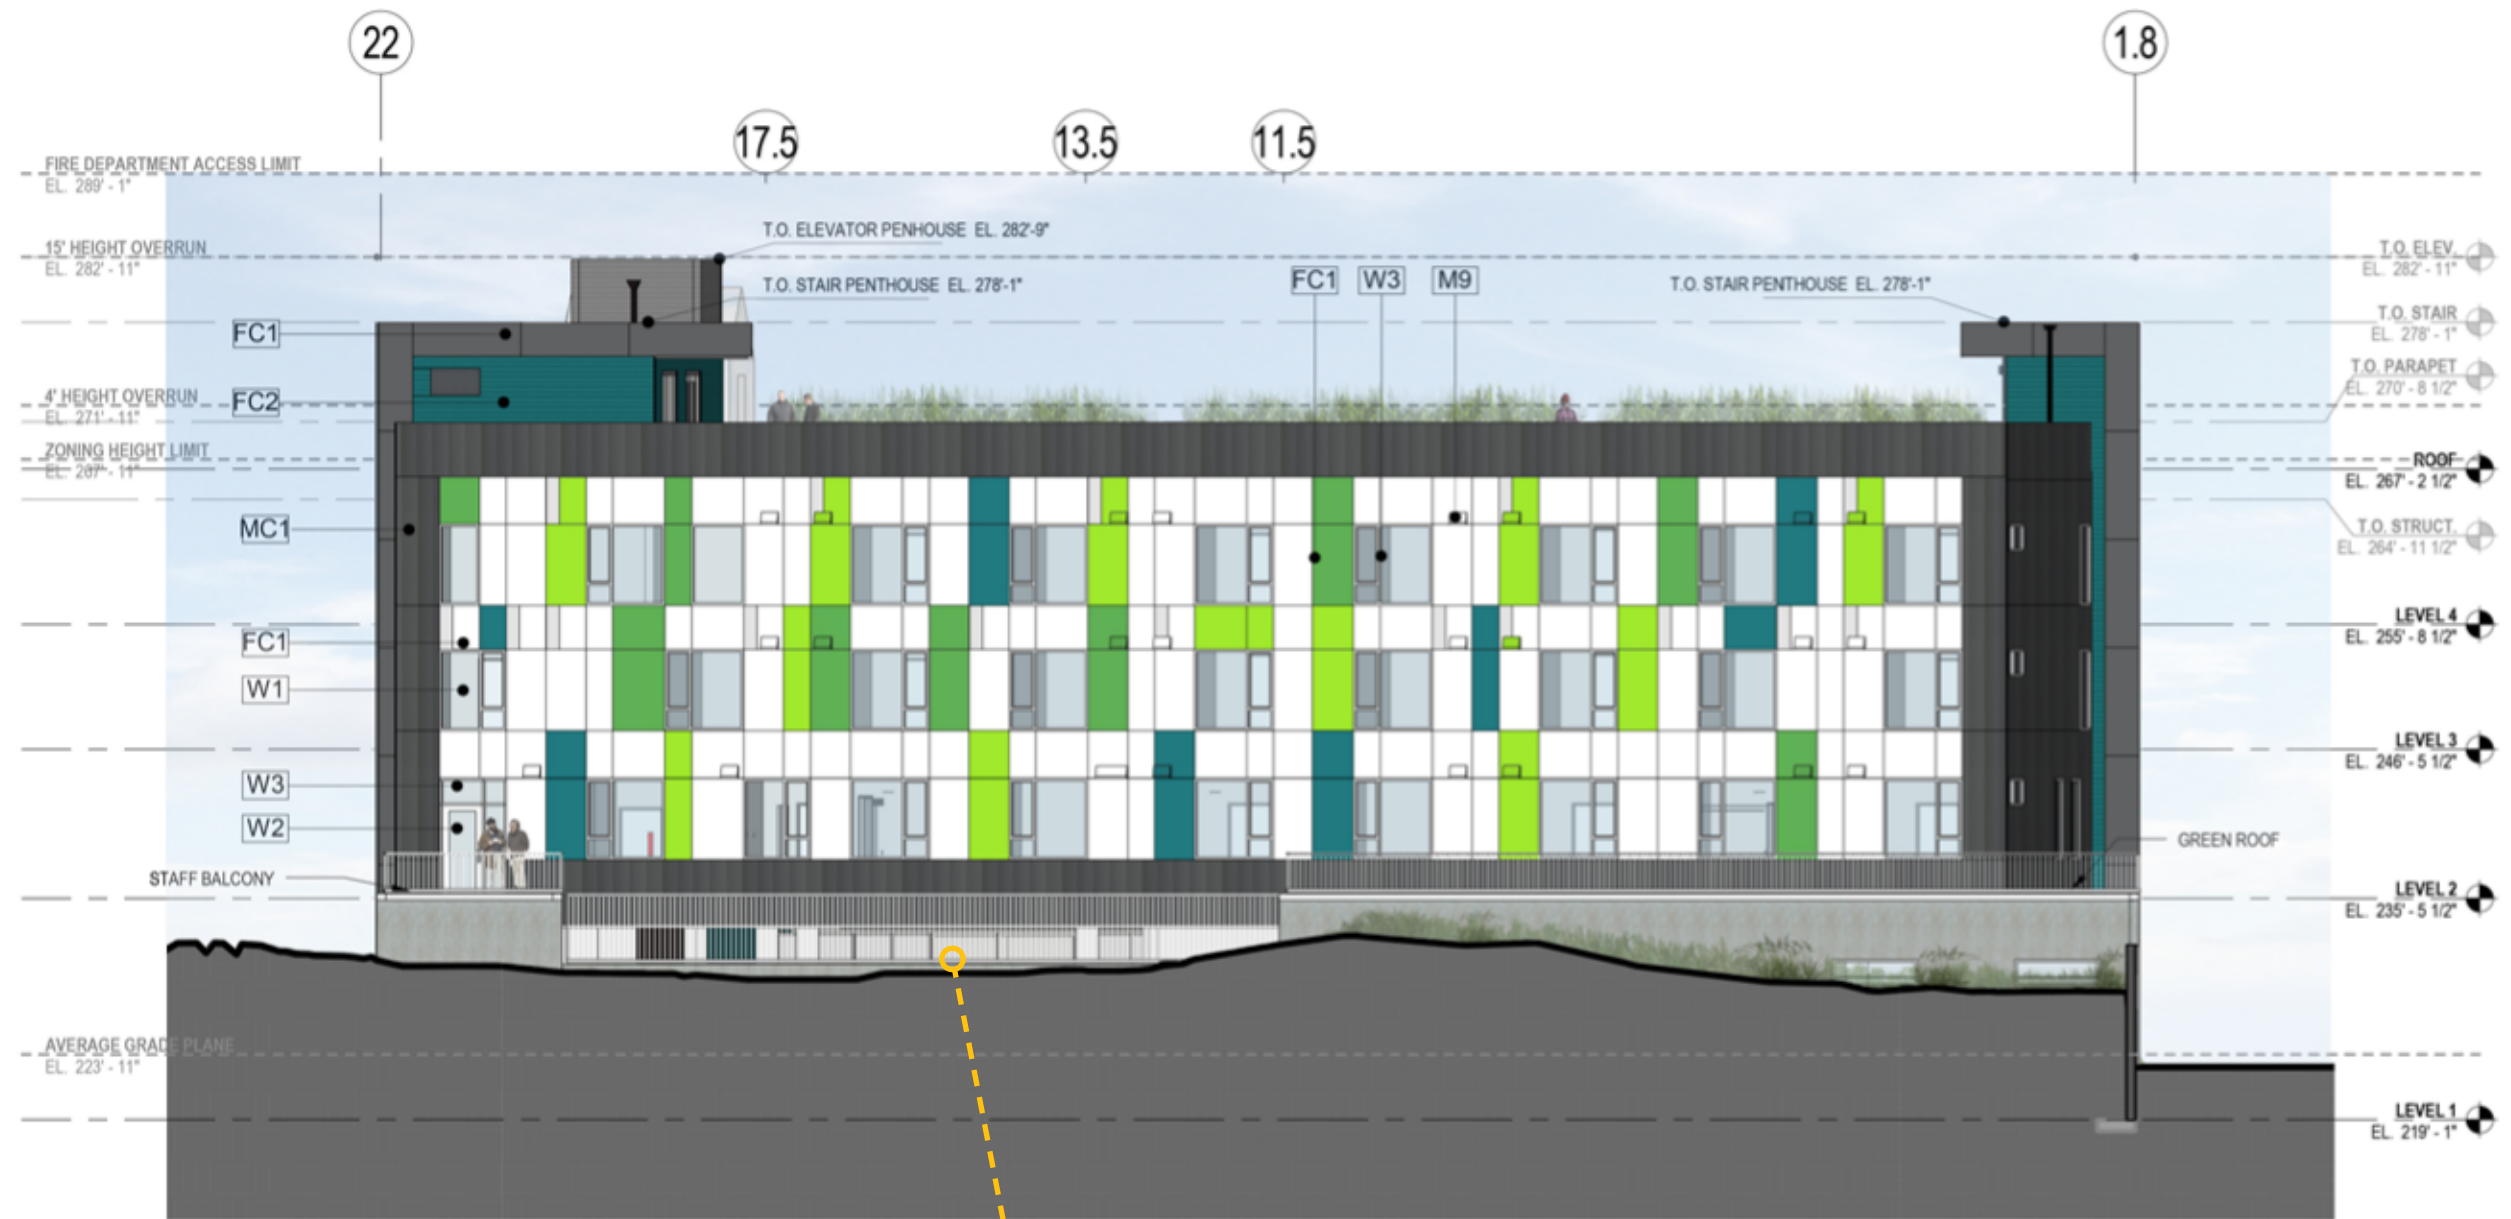 22
1.8
17.5
13.5
11.5
FIRE DEPARTMENT ACCESS LIMIT
EL. 289' - 1"
T.O. ELEVATOR PENHOUSE EL. 282'-9"
15' HEIGHT OVERRUN
EL. 282' - 11"
T.O. ELEV.
EL. 282' - 11"
T.O. STAIR PENTHOUSE EL. 278'-1"
FC1
W3
M9
T.O. STAIR PENTHOUSE EL. 278'-1"
T.O. STAIR
EL. 278' - 1"
FC1
T.O. PARAPET
EL. 270' - 8 1/2"
4' HEIGHT OVERRUN
EL. 271' - 11"
FC2
ZONING HEIGHT LIMIT
EL. 267' - 11"
ROOF
EL. 267' - 2 1/2"
MC1
T.O. STRUCT.
EL. 264' - 11 1/2"
FC1
LEVEL 4
EL. 255' - 8 1/2"
W1
LEVEL 3
EL. 246' - 5 1/2"
W3
W2
GREEN ROOF
STAFF BALCONY
LEVEL 2
EL. 235' - 5 1/2"
AVERAGE GRADE PLANE
EL. 223' - 11"
LEVEL 1
EL. 219' - 1"